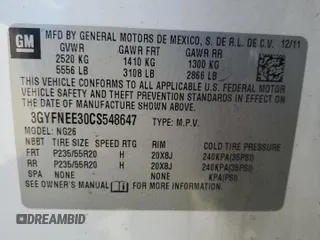 GM
MFD BY GENERAL MOTORS DE MEXICO, S. DE R.L. DE C.V. 12/11
GVWR GAWR FRT GAWR RR
2520 KG 1410 KG 1300 KG
5556 LB 3108 LB 2866 LB
THIS VEHICLE CONFORMS TO ALL APPLICABLE U.S. FEDERAL
MOTOR VEHICLE SAFETY
THEFT PREVENTION STANDARDS IN EFFECT ON THE DATE OF
MANUFACTURE SHOWN ABOVE.
3GYFNEE30CS548647 TYPE: M.P.V.
MODEL: NG26
NBBT TIRE SIZE SPEED RTG RIM COLD TIRE PRESSURE
FRT P235/55R20 H 20X8J 240KPA(35PSI)
RR P235/55R20 H 20X8J 240KPA(35PSI)
SPA NONE NONE KPA(PSI)
SEE OWNER'S MANUAL FOR MORE INFORMATION.
DREAMBID